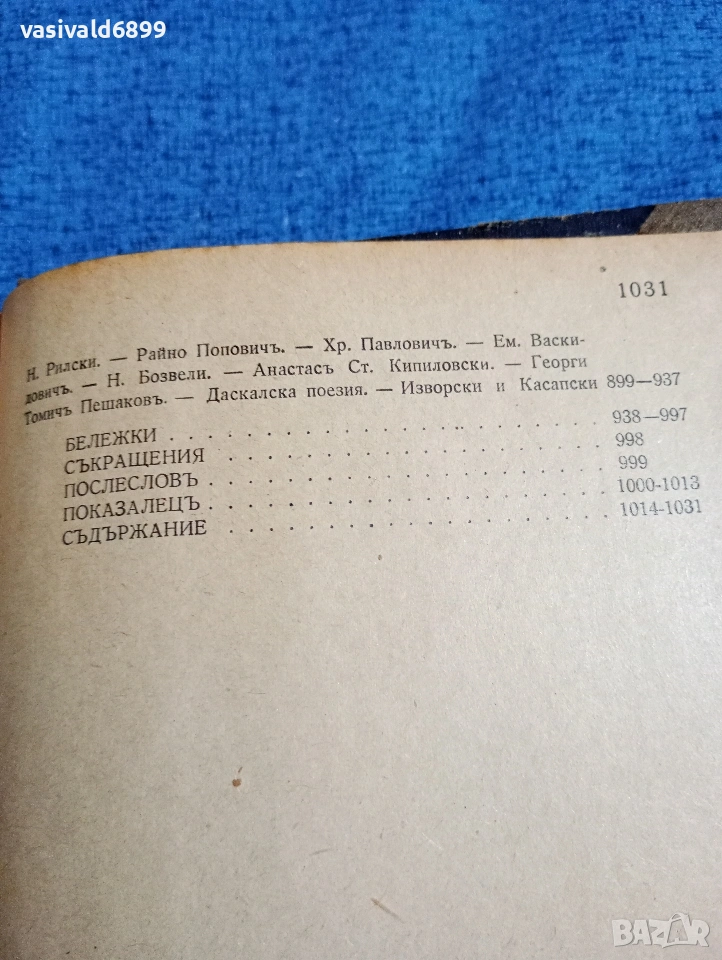 vasivald6899
1031
Н. Рилски. — Райно Поповичъ. — Хр. Павловичъ. — Ем. Васки-
довичъ. — Н. Бозвели. — Анастасъ Ст. Кипиловски. — Георги
Томичъ Пешаковъ. — Даскалска поезия. — Изворски и Касапски 899—937
БЕЛЕЖКИ . . . . . . . . . . . . . . . . . . 938—997
СЪКРАЩЕНИЯ . . . . . . . . . . . . . . . . 998
ПОСЛЕСЛОВЪ . . . . . . . . . . . . . . . . 999
ПОКАЗАЛЕЦЪ . . . . . . . . . . . . . . . . 1000-1013
СЪДЪРЖАНИЕ . . . . . . . . . . . . . . . . 1014-1031
BAZAR